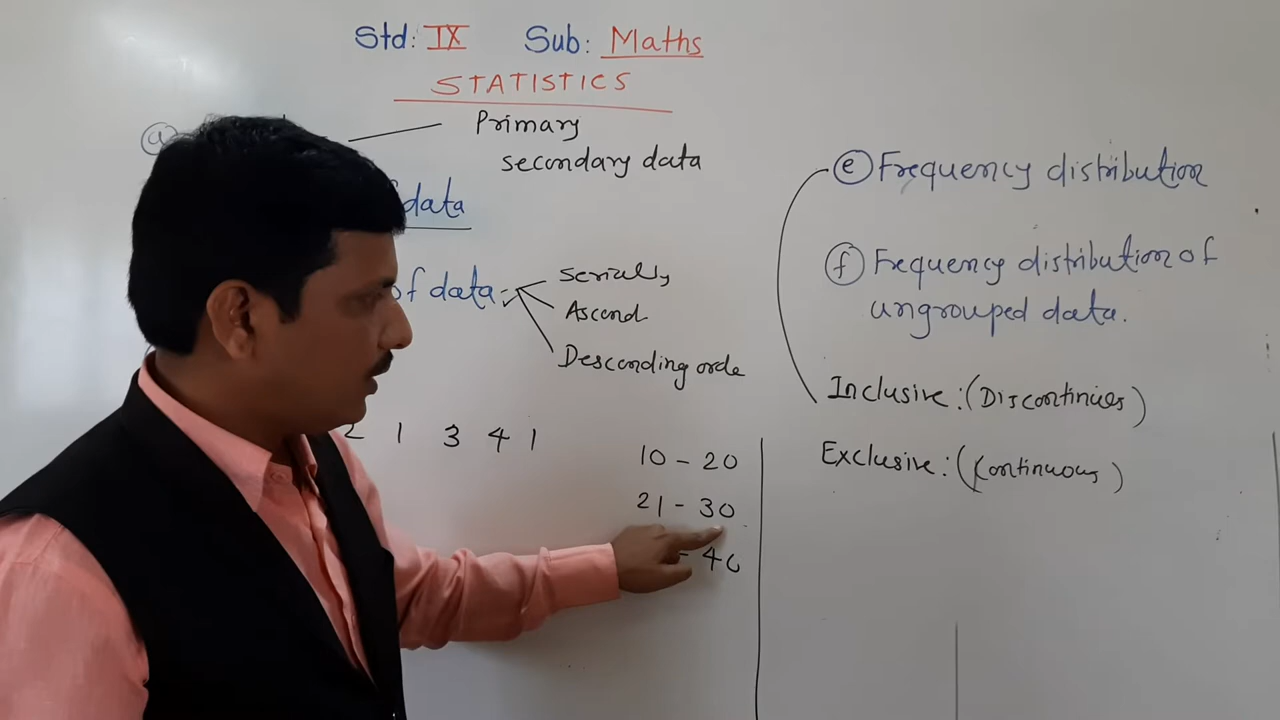 Std: IX Sub: Maths
STATISTICS
Primary
secondary data
data
of data
Serially
Ascend
Descending orde
2 1 3 4 1
10 - 20
21 - 30
- 40
e Frequency distribution
f Frequency distribution of
ungrouped data.
Inclusive: (Discontinues)
Exclusive: (Continuous)